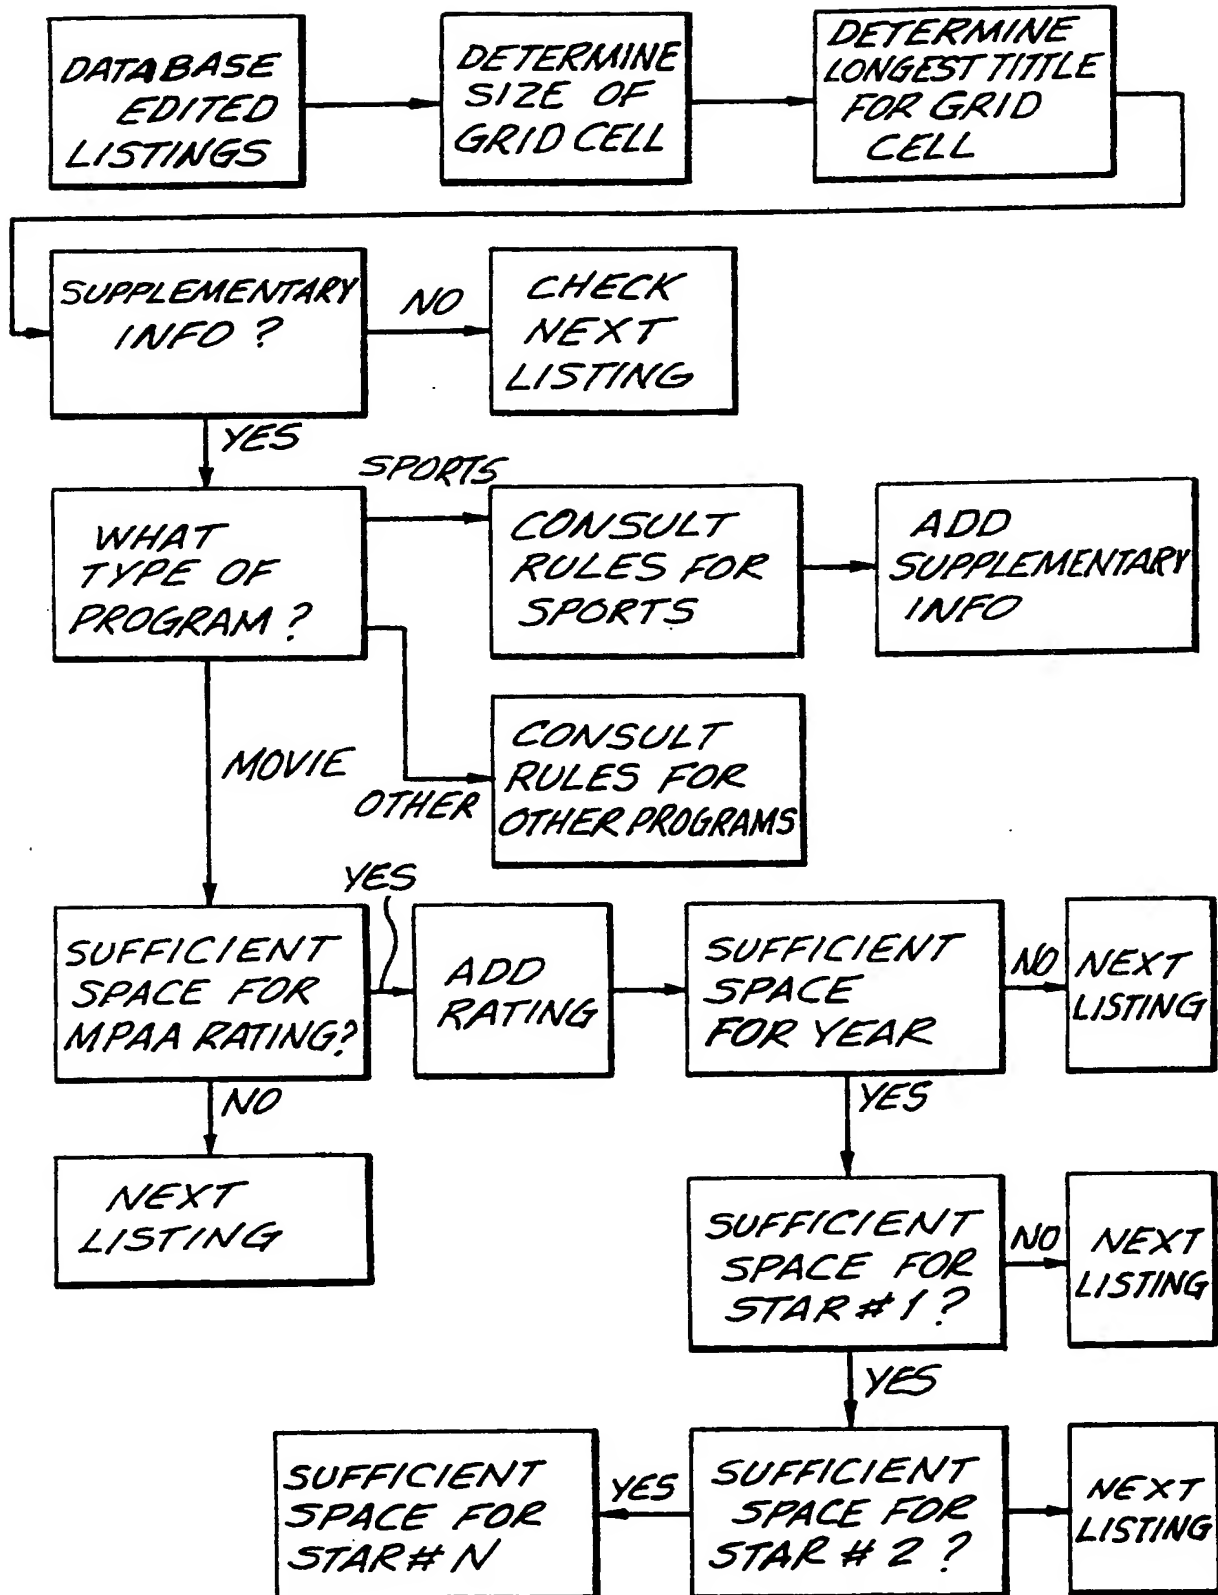 DATABASE
EDITED
LISTINGS
DETERMINE
SIZE OF
GRID CELL
DETERMINE
LONGEST TITTLE
FOR GRID
CELL
SUPPLEMENTARY
INFO ?
NO
CHECK
NEXT
LISTING
YES
WHAT
TYPE OF
PROGRAM ?
SPORTS
CONSULT
RULES FOR
SPORTS
ADD
SUPPLEMENTARY
INFO
OTHER
CONSULT
RULES FOR
OTHER PROGRAMS
MOVIE
SUFFICIENT
SPACE FOR
MPAA RATING?
YES
ADD
RATING
SUFFICIENT
SPACE
FOR YEAR
NO
NEXT
LISTING
NO
NEXT
LISTING
YES
SUFFICIENT
SPACE FOR
STAR # 1 ?
NO
NEXT
LISTING
YES
SUFFICIENT
SPACE FOR
STAR # 2 ?
NEXT
LISTING
YES
SUFFICIENT
SPACE FOR
STAR # N